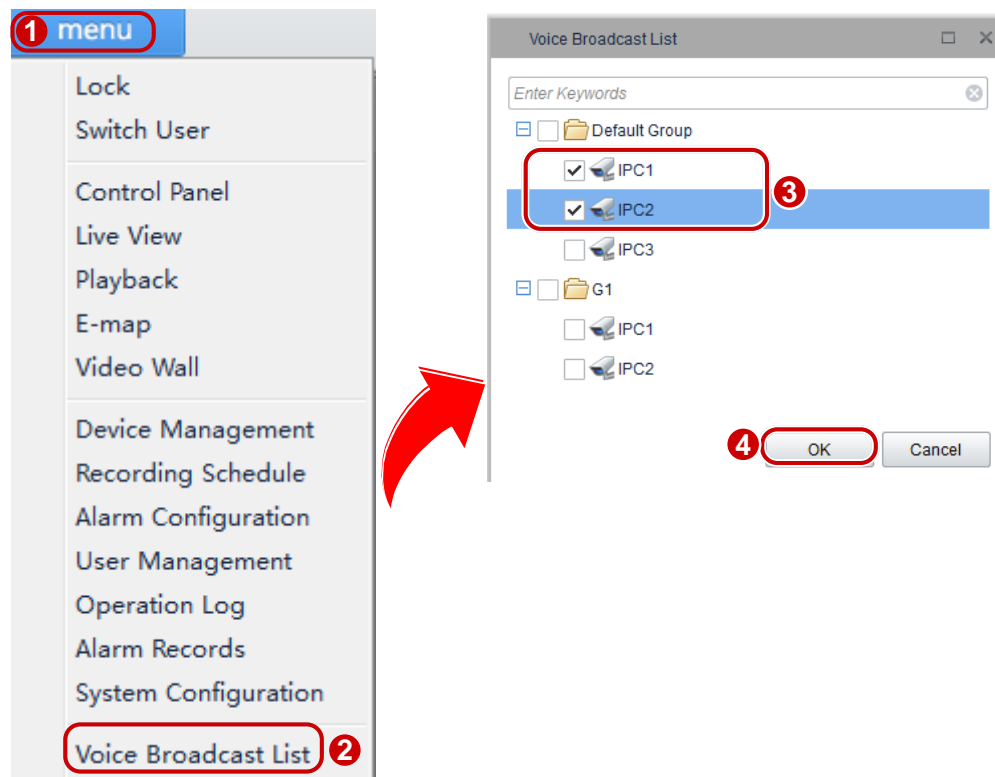 1 menu
Lock
Switch User
Control Panel
Live View
Playback
E-map
Video Wall
Device Management
Recording Schedule
Alarm Configuration
User Management
Operation Log
Alarm Records
System Configuration
Voice Broadcast List 2
Voice Broadcast List
Enter Keywords
Default Group
IPC1
3
IPC2
IPC3
G1
IPC1
IPC2
4 OK Cancel